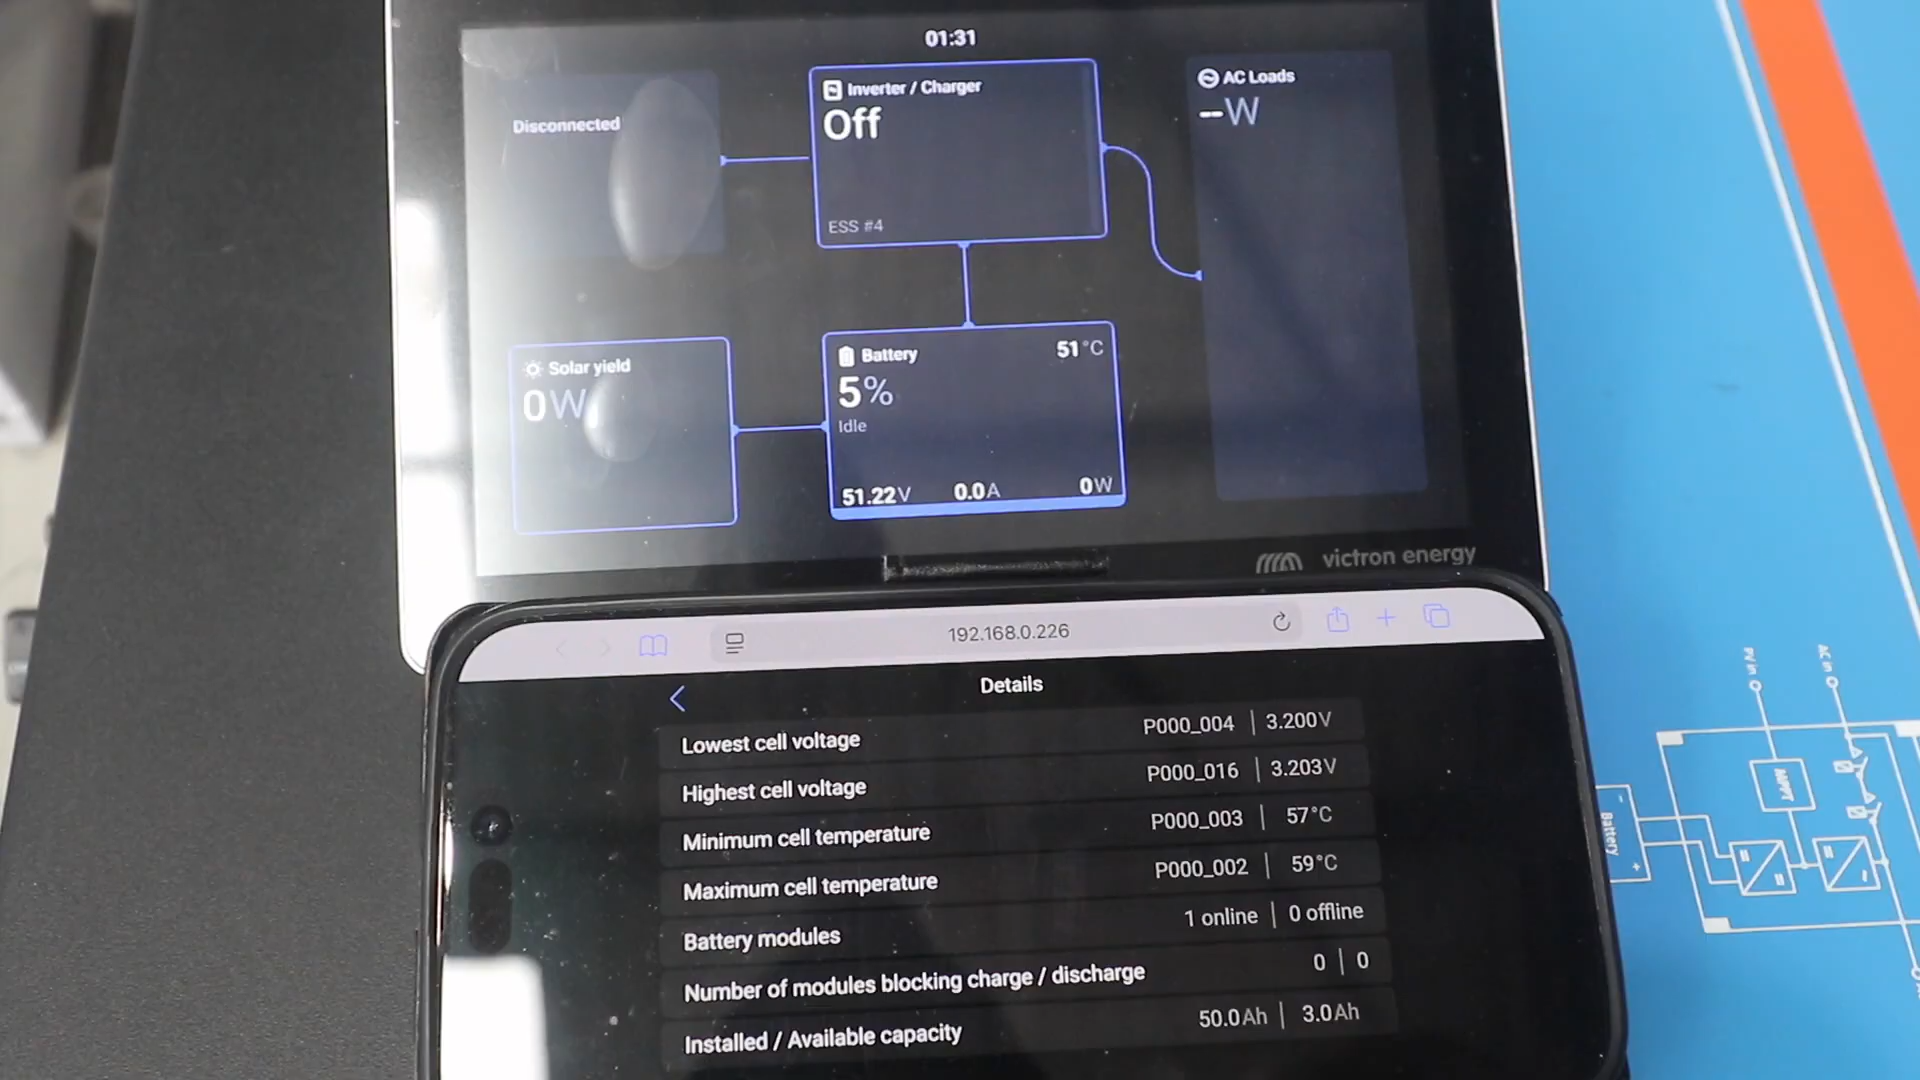 01:31
Disconnected
Inverter / Charger
Off
ESS #4
AC Loads
--W
Solar yield
0W
Battery
51°C
5%
Idle
51.22V 0.0A 0W
victron energy
192.168.0.226
Details
Lowest cell voltage P000_004 3.200V
Highest cell voltage P000_016 3.203V
Minimum cell temperature P000_003 57°C
Maximum cell temperature P000_002 59°C
Battery modules 1 online 0 offline
Number of modules blocking charge / discharge 0 0
Installed / Available capacity 50.0Ah 3.0Ah
PV in
AC in
MPPT
Battery
- +